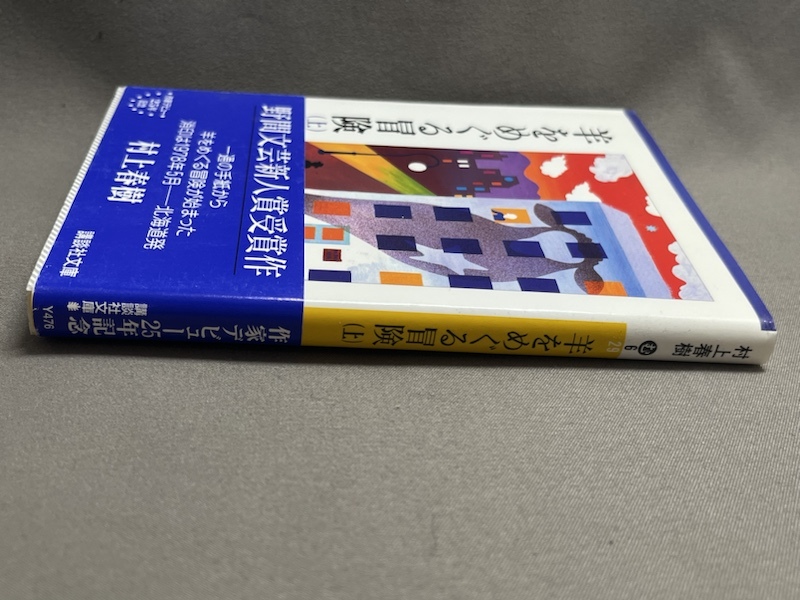 羊をめぐる冒険(上)
野間文芸新人賞受賞作
一通の手紙から
羊をめぐる冒険が始まった
消印は1978年5月――北海道発
村上春樹
講談社文庫
村上春樹
む 6
29
羊をめぐる冒険(上)
作家デビュー25年記念
講談社文庫
Y476